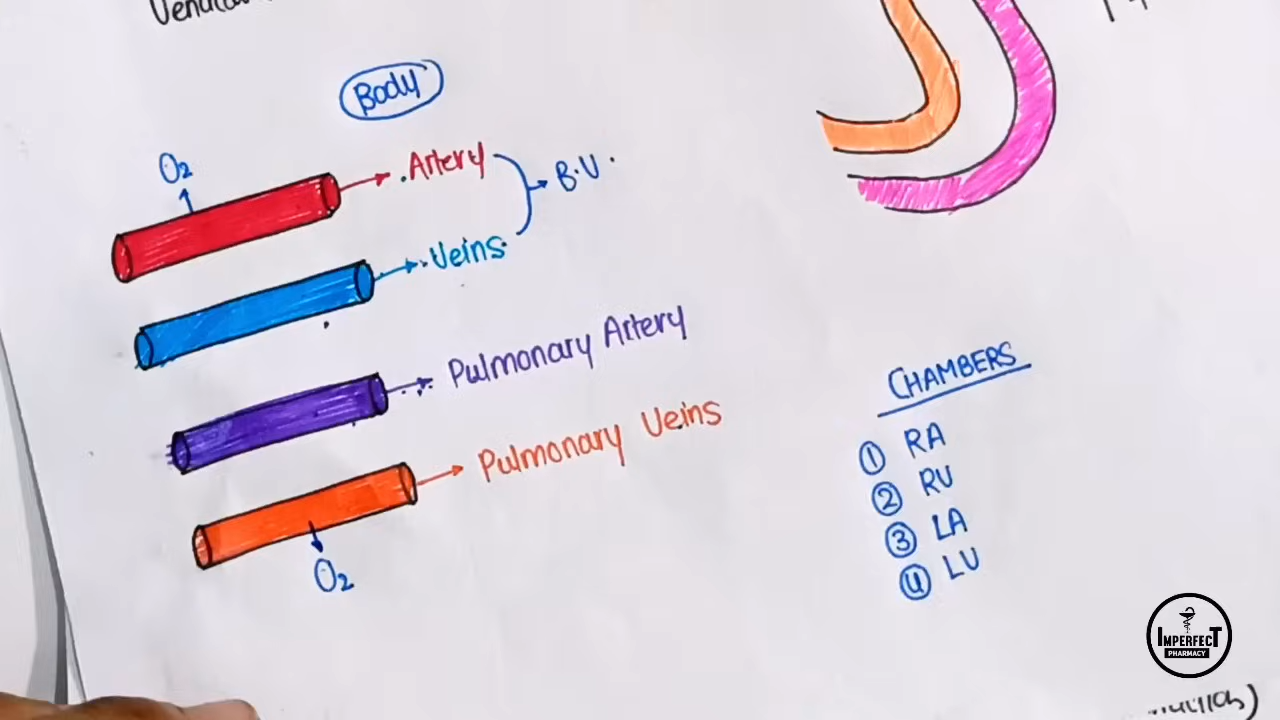 Body
O2
Artery
B.V.
Veins
Pulmonary Artery
Pulmonary Veins
O2
CHAMBERS
① RA
② RV
③ LA
④ LV
IMPERFECT
PHARMACY